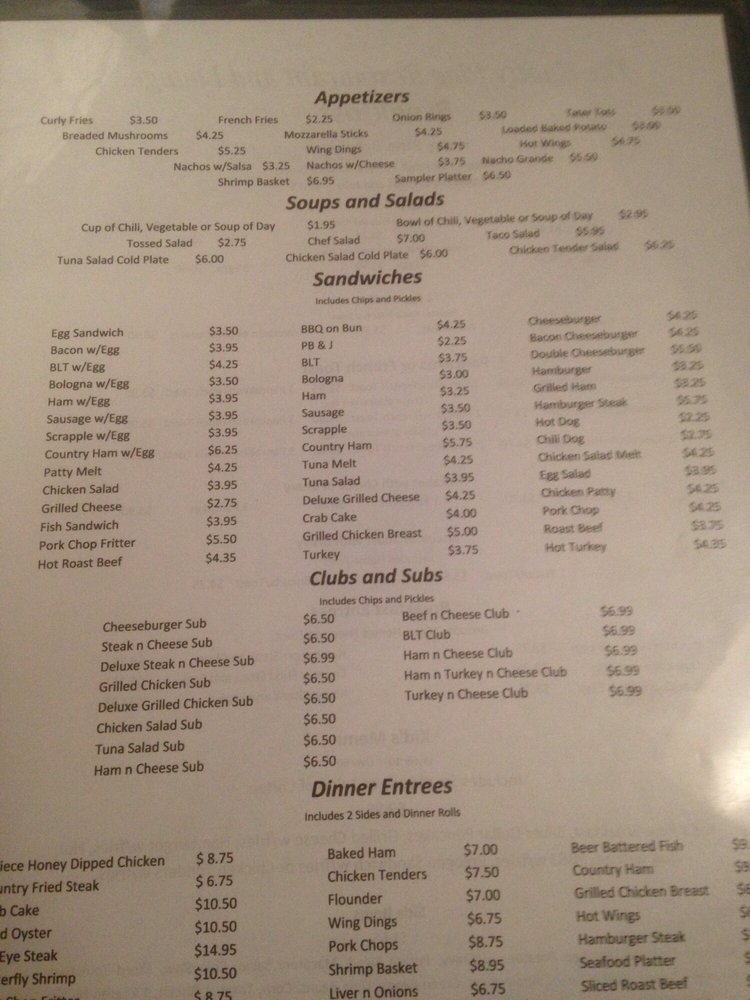 Appetizers
Curly Fries $3.50 French Fries $2.25 Onion Rings $3.50 Tater Tots
Breaded Mushrooms $4.25 Mozzarella Sticks $4.25 Loaded Baked Potato
Chicken Tenders $5.25 Wing Dings $4.75 Hot Wings $4.75
Nachos w/Salsa $3.25 Nachos w/Cheese $3.75 Nacho Grande $5.50
Shrimp Basket $6.95 Sampler Platter $6.50
Soups and Salads
Cup of Chili, Vegetable or Soup of Day $1.95 Bowl of Chili, Vegetable or Soup of Day $2.95
Tossed Salad $2.75 Chef Salad $7.00 Taco Salad $5.95
Tuna Salad Cold Plate $6.00 Chicken Salad Cold Plate $6.00 Chicken Tender Salad $6.25
Sandwiches
Includes Chips and Pickles
Egg Sandwich $3.50 BBQ on Bun $4.25 Cheeseburger $4.25
Bacon w/Egg $3.95 PB & J $2.25 Bacon Cheeseburger $4.25
BLT w/Egg $4.25 BLT $3.75 Double Cheeseburger $5.50
Bologna w/Egg $3.50 Bologna $3.00 Hamburger $3.25
Ham w/Egg $3.95 Ham $3.25 Grilled Ham $3.25
Sausage w/Egg $3.95 Sausage $3.50 Hamburger Steak $5.75
Scrapple w/Egg $3.95 Scrapple $3.50 Hot Dog $2.25
Country Ham w/Egg $6.25 Country Ham $5.75 Chili Dog $2.75
Patty Melt $4.25 Tuna Melt $4.25 Chicken Salad Melt $4.25
Chicken Salad $3.95 Tuna Salad $3.95 Egg Salad $3.95
Grilled Cheese $2.75 Deluxe Grilled Cheese $4.25 Chicken Patty $4.25
Fish Sandwich $3.95 Crab Cake $4.00 Pork Chop $4.25
Pork Chop Fritter $5.50 Grilled Chicken Breast $5.00 Roast Beef $3.75
Hot Roast Beef $4.35 Turkey $3.75 Hot Turkey $4.35
Clubs and Subs
Includes Chips and Pickles
Cheeseburger Sub $6.50 Beef n Cheese Club $6.99
Steak n Cheese Sub $6.50 BLT Club $6.99
Deluxe Steak n Cheese Sub $6.99 Ham n Cheese Club $6.99
Grilled Chicken Sub $6.50 Ham n Turkey n Cheese Club $6.99
Deluxe Grilled Chicken Sub $6.50 Turkey n Cheese Club $6.99
Chicken Salad Sub $6.50
Tuna Salad Sub $6.50
Ham n Cheese Sub $6.50
Dinner Entrees
Includes 2 Sides and Dinner Rolls
iece Honey Dipped Chicken $ 8.75 Baked Ham $7.00 Beer Battered Fish $9.
untry Fried Steak $ 6.75 Chicken Tenders $7.50 Country Ham
b Cake $10.50 Flounder $7.00 Grilled Chicken Breast
d Oyster $10.50 Wing Dings $6.75 Hot Wings
Eye Steak $14.95 Pork Chops $8.75 Hamburger Steak
erfly Shrimp $10.50 Shrimp Basket $8.95 Seafood Platter
$ 8.75 Liver n Onions $6.75 Sliced Roast Beef